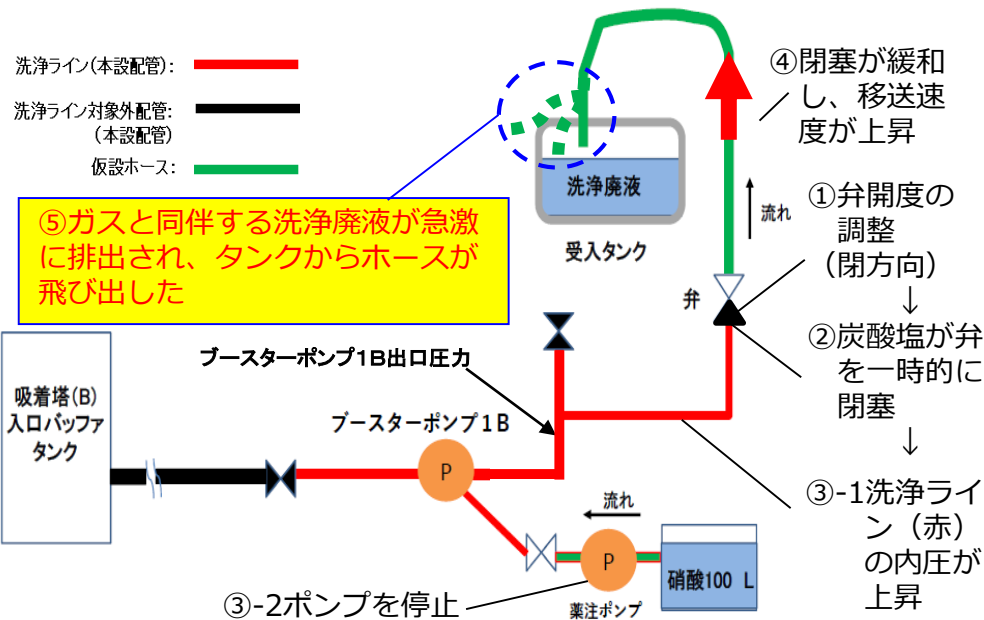 洗浄ライン(本設配管):
洗浄ライン対象外配管:
(本設配管)
仮設ホース:
④閉塞が緩和
し、移送速
度が上昇
洗浄廃液
受入タンク
流れ
①弁開度の
調整
(閉方向)
↓
②炭酸塩が弁
を一時的に
閉塞
↓
③-1洗浄ライ
ン(赤)
の内圧が
上昇
⑤ガスと同伴する洗浄廃液が急激
に排出され、タンクからホースが
飛び出した
弁
ブースターポンプ1B出口圧力
吸着塔(B)
入口バッファ
タンク
ブースターポンプ1B
P
流れ
P
硝酸100 L
薬注ポンプ
③-2ポンプを停止